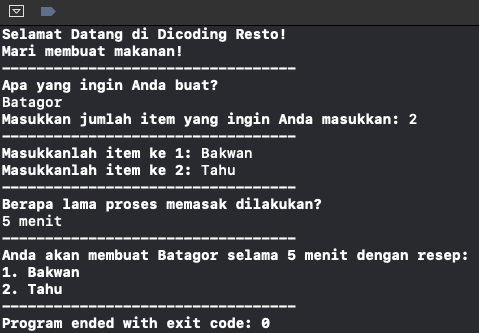 Selamat Datang di Dicoding Resto!
Mari membuat makanan!
----------------------------------
Apa yang ingin Anda buat?
Batagor
Masukkan jumlah item yang ingin Anda masukkan: 2
----------------------------------
Masukkanlah item ke 1: Bakwan
Masukkanlah item ke 2: Tahu
----------------------------------
Berapa lama proses memasak dilakukan?
5 menit
----------------------------------
Anda akan membuat Batagor selama 5 menit dengan resep:
1. Bakwan
2. Tahu
----------------------------------
Program ended with exit code: 0